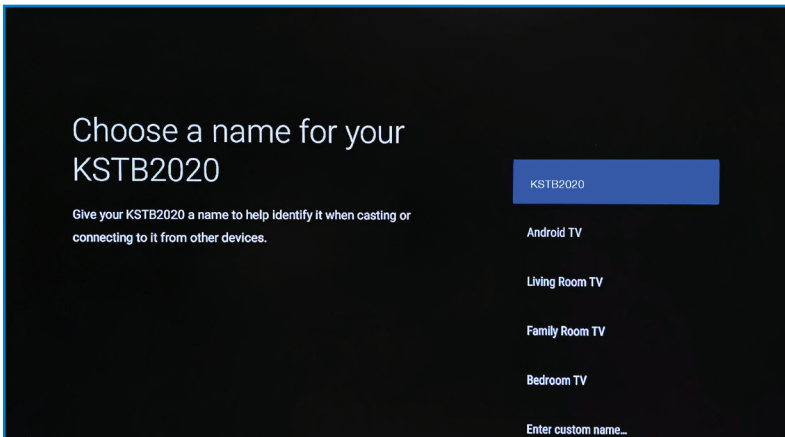 Choose a name for your
KSTB2020
Give your KSTB2020 a name to help identify it when casting or
connecting to it from other devices.
KSTB2020
Android TV
Living Room TV
Family Room TV
Bedroom TV
Enter custom name...